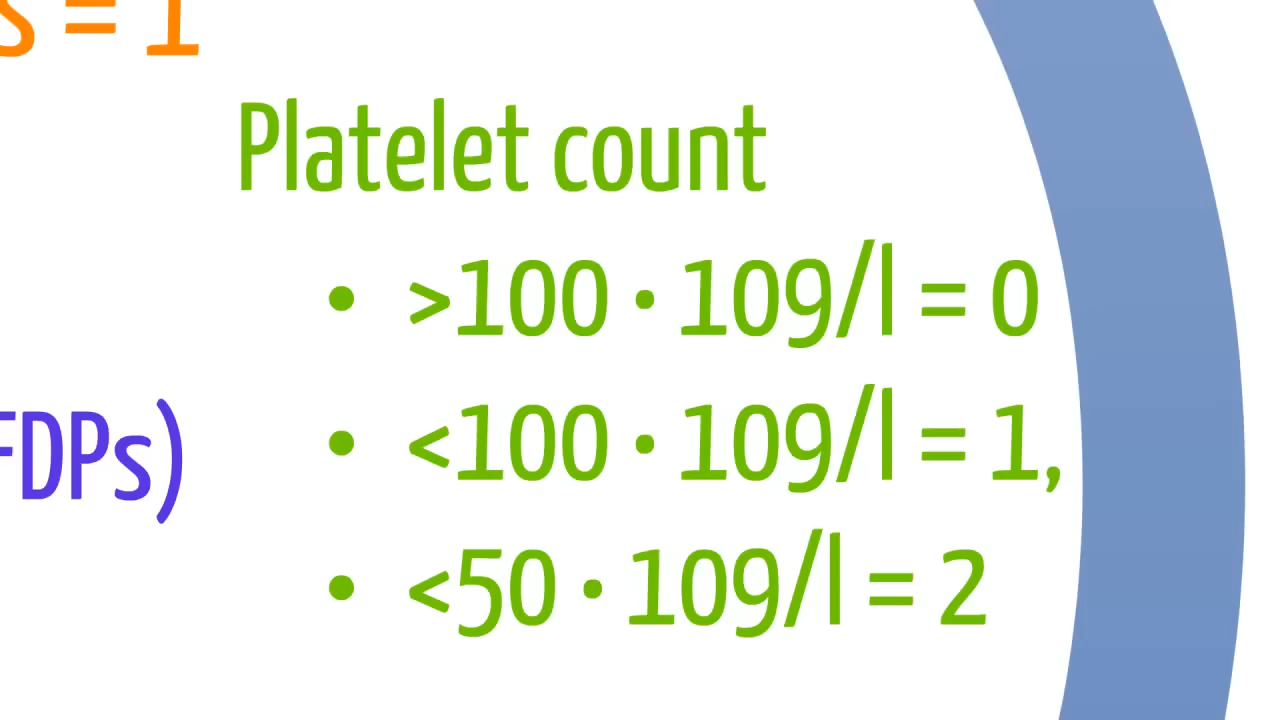 s = 1
Platelet count
• >100 · 109/l = 0
• <100 · 109/l = 1,
FDPs)
• <50 · 109/l = 2